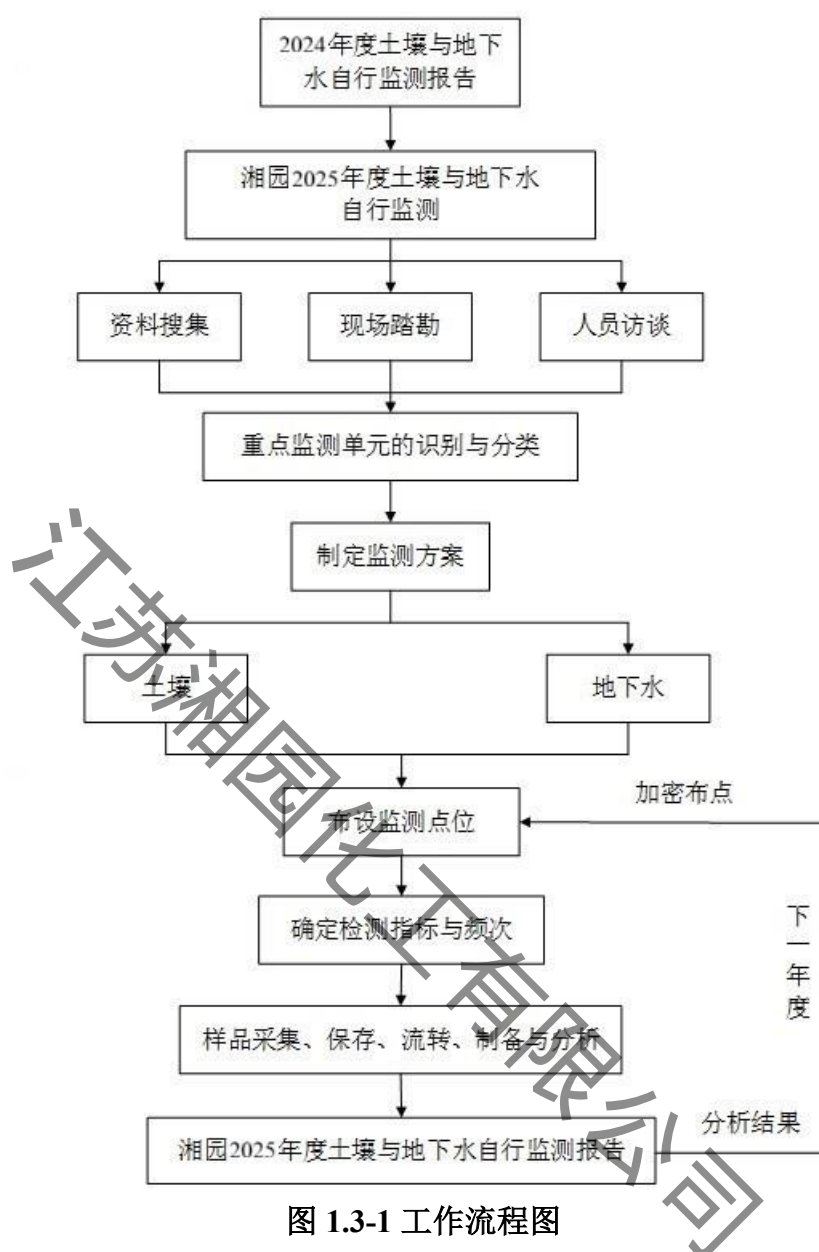 2024年度土壤与地下
水自行监测报告
湘园2025年度土壤与地下水
自行监测
资料搜集
现场踏勘
人员访谈
重点监测单元的识别与分类
制定监测方案
土壤
地下水
布设监测点位
加密布点
确定检测指标与频次
下一年度
样品采集、保存、流转、制备与分析
湘园2025年度土壤与地下水自行监测报告
分析结果
图 1.3-1 工作流程图
江苏湘园化工有限公司